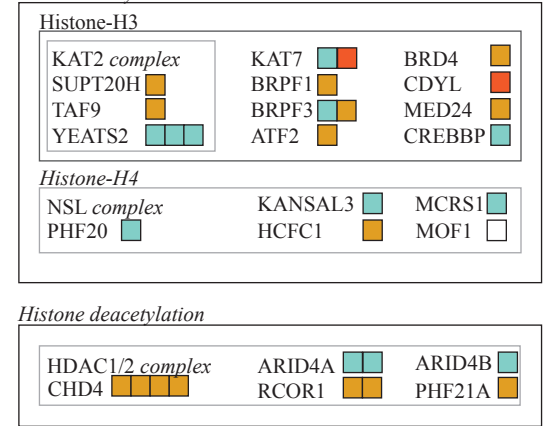 Histone-H3
KAT2 complex
SUPT20H
TAF9
YEATS2
KAT7
BRPF1
BRPF3
ATF2
BRD4
CDYL
MED24
CREBBP
Histone-H4
NSL complex
PHF20
KANSAL3
HCFC1
MCRS1
MOF1
Histone deacetylation
HDAC1/2 complex
CHD4
ARID4A
RCOR1
ARID4B
PHF21A